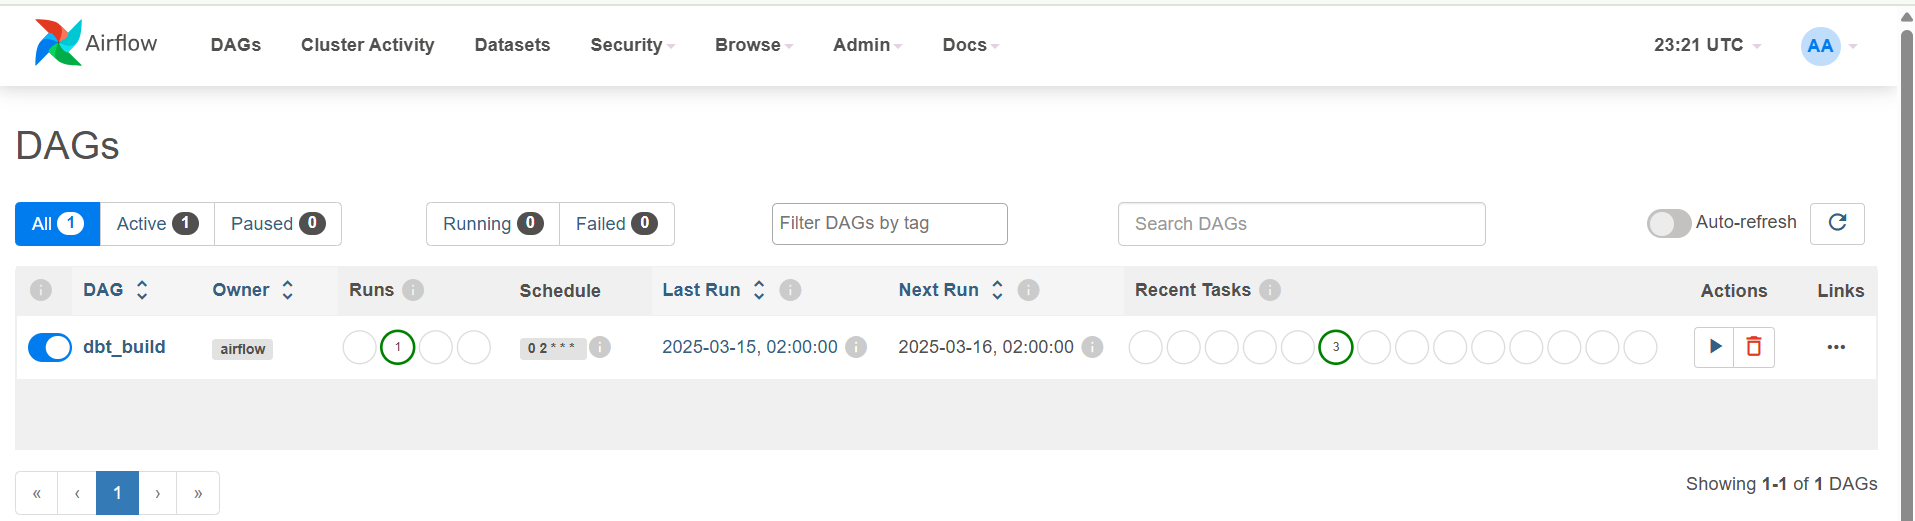 Airflow DAGs Cluster Activity Datasets Security Browse Admin Docs 23:21 UTC AA
DAGs
All 1 Active 1 Paused 0 Running 0 Failed 0 Filter DAGs by tag Search DAGs Auto-refresh
DAG Owner Runs Schedule Last Run Next Run Recent Tasks Actions Links
dbt_build airflow 1 0 2 * * * 2025-03-15, 02:00:00 2025-03-16, 02:00:00 3 ...
« ‹ 1 › » Showing 1-1 of 1 DAGs